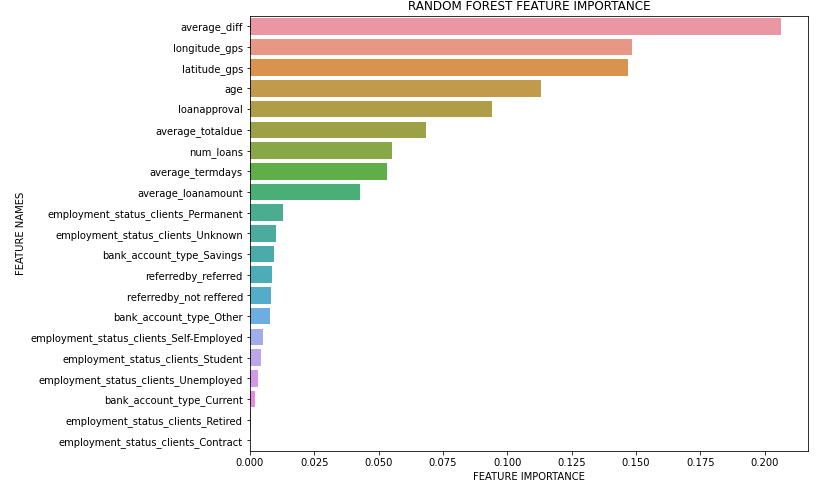 RANDOM FOREST FEATURE IMPORTANCE
FEATURE NAMES
average_diff
longitude_gps
latitude_gps
age
loanapproval
average_totaldue
num_loans
average_termdays
average_loanamount
employment_status_clients_Permanent
employment_status_clients_Unknown
bank_account_type_Savings
referredby_referred
referredby_not reffered
bank_account_type_Other
employment_status_clients_Self-Employed
employment_status_clients_Student
employment_status_clients_Unemployed
bank_account_type_Current
employment_status_clients_Retired
employment_status_clients_Contract
0.000 0.025 0.050 0.075 0.100 0.125 0.150 0.175 0.200
FEATURE IMPORTANCE